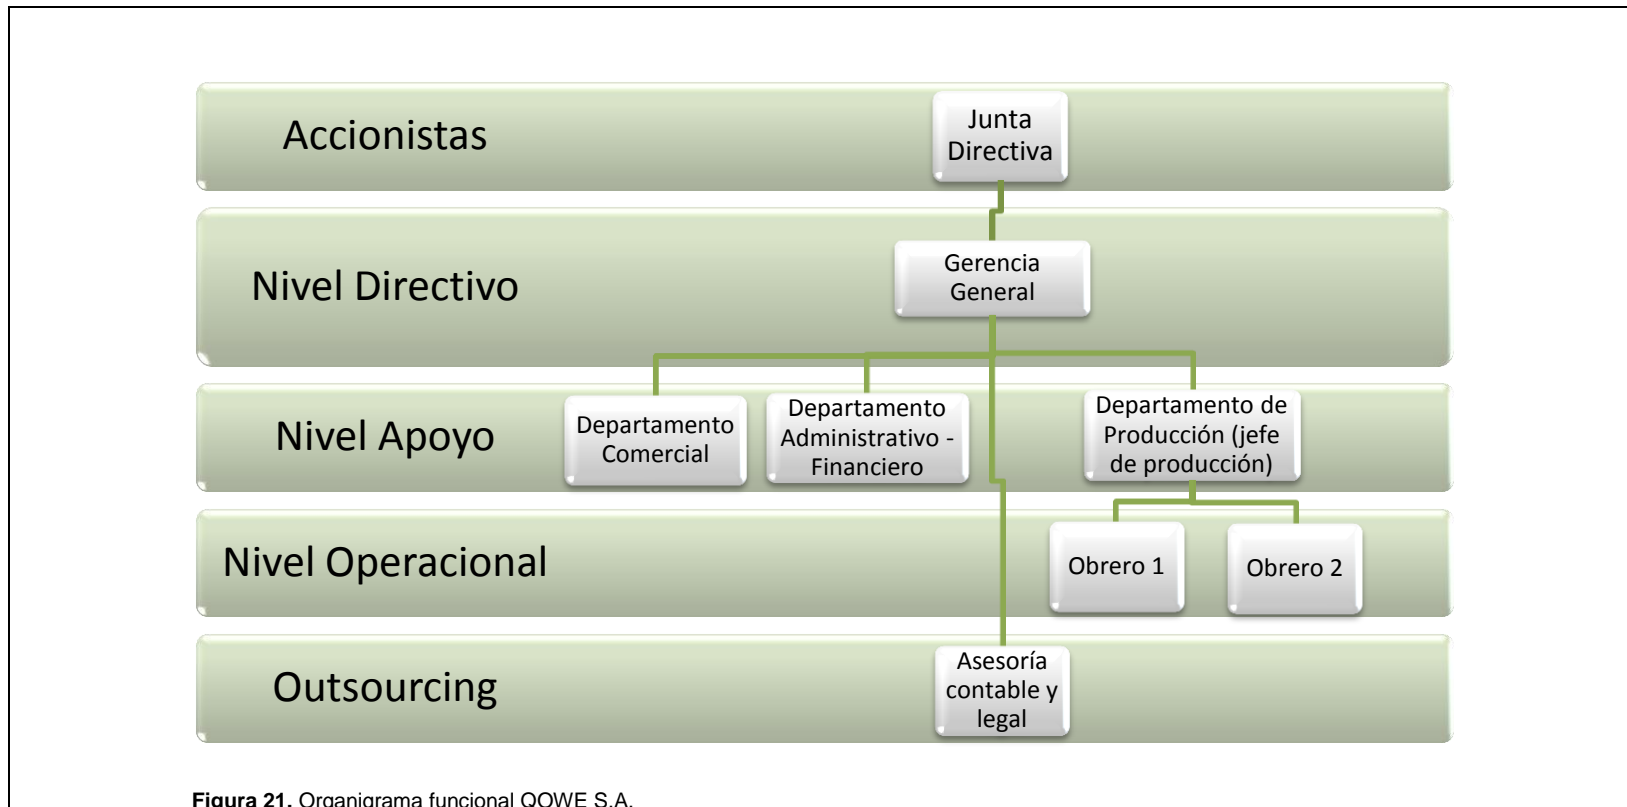 Accionistas
Junta
Directiva
Nivel Directivo
Gerencia
General
Nivel Apoyo
Departamento
Comercial
Departamento
Administrativo -
Financiero
Departamento de
Producción (jefe
de producción)
Nivel Operacional
Obrero 1
Obrero 2
Outsourcing
Asesoría
contable y
legal
Figura 21. Organigrama funcional QOWE S.A.